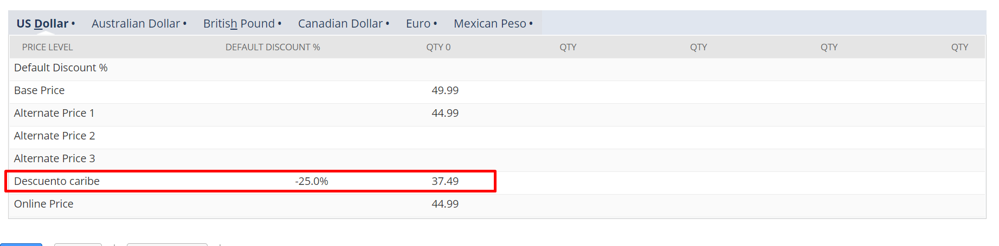 US Dollar • Australian Dollar • British Pound • Canadian Dollar • Euro • Mexican Peso •
PRICE LEVEL DEFAULT DISCOUNT % QTY 0 QTY QTY QTY QTY
Default Discount %
Base Price 49.99
Alternate Price 1 44.99
Alternate Price 2
Alternate Price 3
Descuento caribe -25.0% 37.49
Online Price 44.99